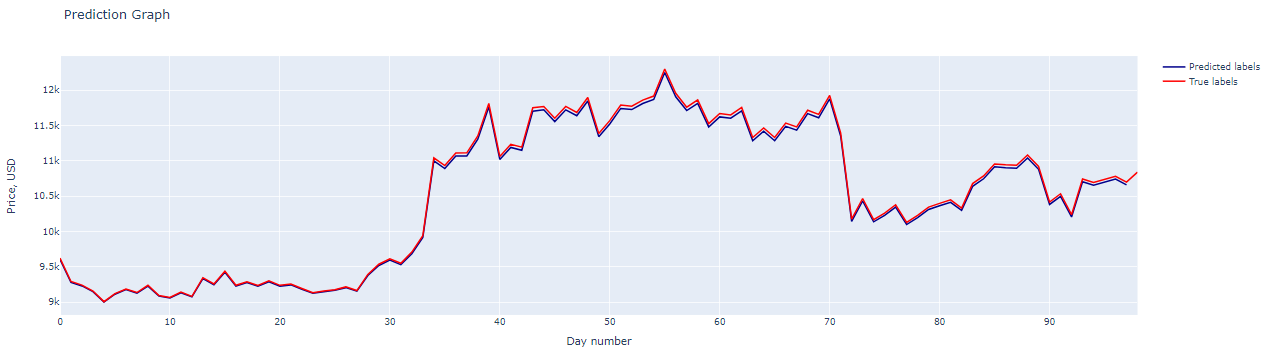 Prediction Graph
Predicted labels
True labels
12k
11.5k
11k
10.5k
10k
9.5k
9k
Price, USD
0 10 20 30 40 50 60 70 80 90
Day number